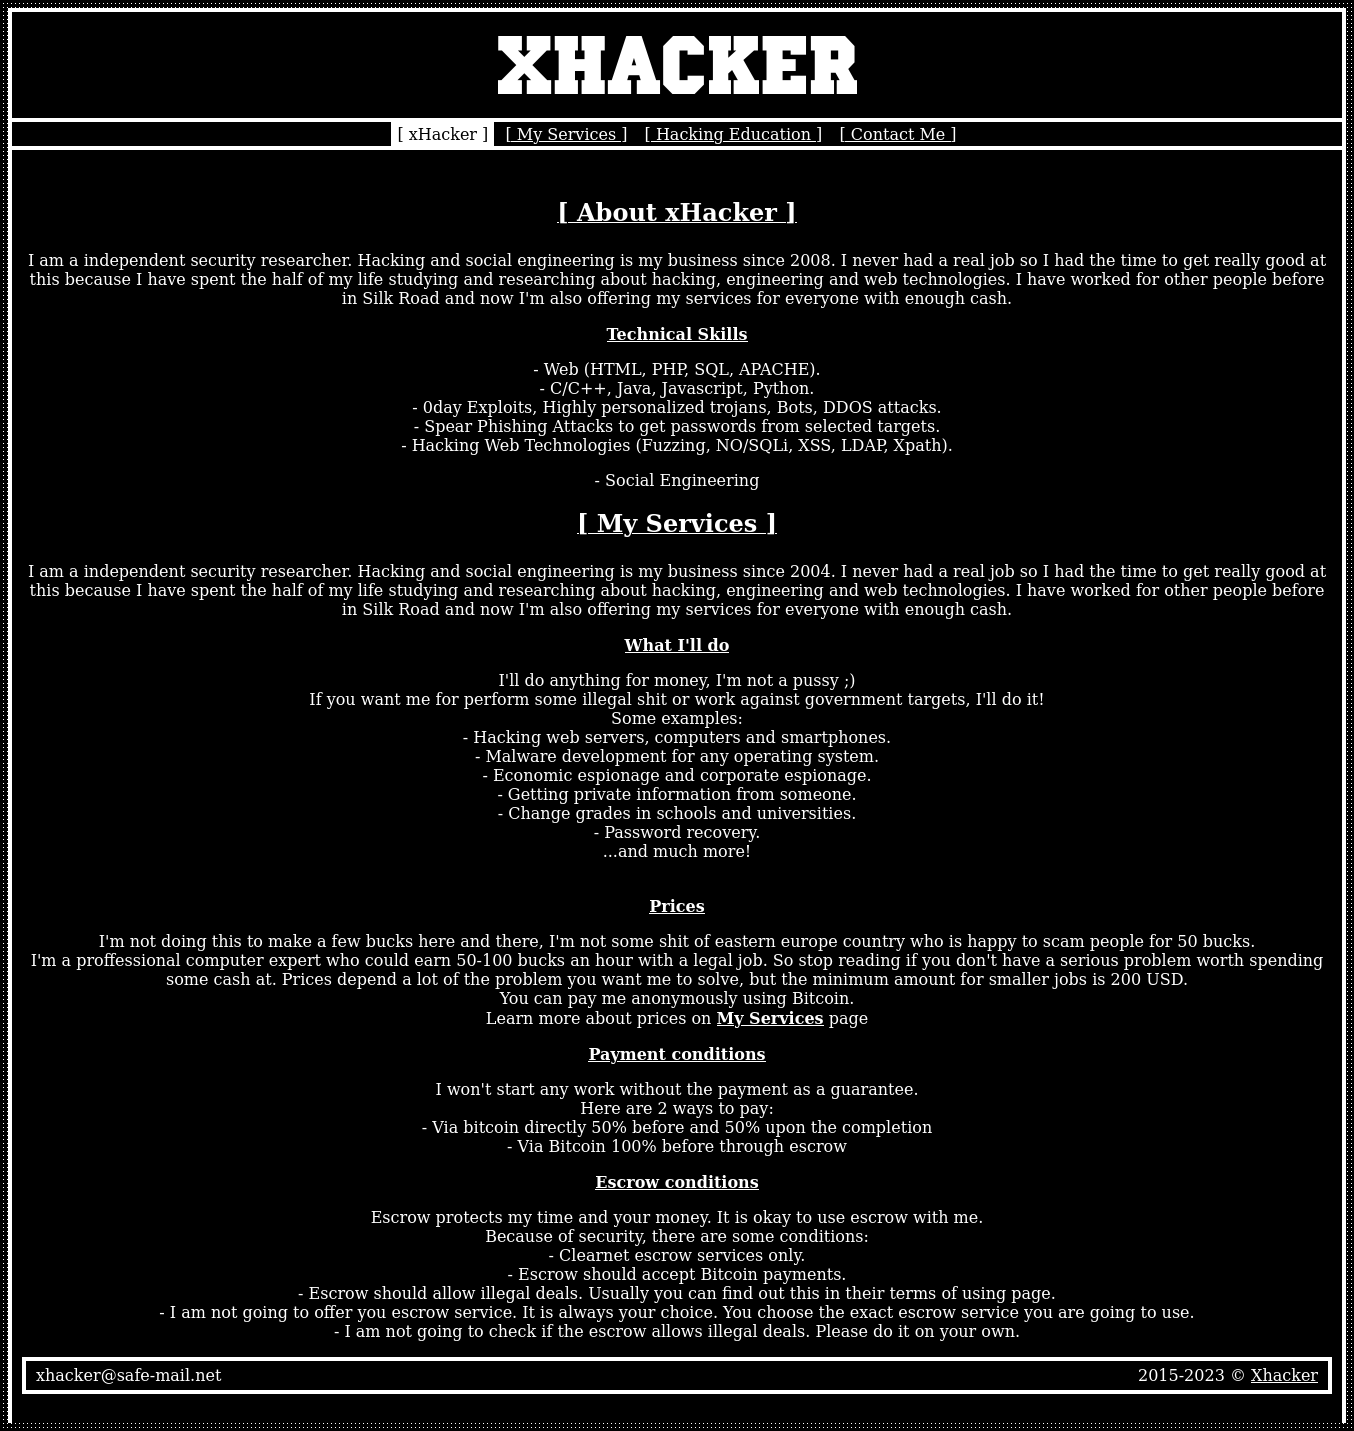 XHACKER
[ xHacker ] [ My Services ] [ Hacking Education ] [ Contact Me ]
[ About xHacker ]
I am a independent security researcher. Hacking and social engineering is my business since 2008. I never had a real job so I had the time to get really good at
this because I have spent the half of my life studying and researching about hacking, engineering and web technologies. I have worked for other people before
in Silk Road and now I'm also offering my services for everyone with enough cash.
Technical Skills
- Web (HTML, PHP, SQL, APACHE).
- C/C++, Java, Javascript, Python.
- 0day Exploits, Highly personalized trojans, Bots, DDOS attacks.
- Spear Phishing Attacks to get passwords from selected targets.
- Hacking Web Technologies (Fuzzing, NO/SQLi, XSS, LDAP, Xpath).
- Social Engineering
[ My Services ]
I am a independent security researcher. Hacking and social engineering is my business since 2004. I never had a real job so I had the time to get really good at
this because I have spent the half of my life studying and researching about hacking, engineering and web technologies. I have worked for other people before
in Silk Road and now I'm also offering my services for everyone with enough cash.
What I'll do
I'll do anything for money, I'm not a pussy ;)
If you want me for perform some illegal shit or work against government targets, I'll do it!
Some examples:
- Hacking web servers, computers and smartphones.
- Malware development for any operating system.
- Economic espionage and corporate espionage.
- Getting private information from someone.
- Change grades in schools and universities.
- Password recovery.
...and much more!
Prices
I'm not doing this to make a few bucks here and there, I'm not some shit of eastern europe country who is happy to scam people for 50 bucks.
I'm a proffessional computer expert who could earn 50-100 bucks an hour with a legal job. So stop reading if you don't have a serious problem worth spending
some cash at. Prices depend a lot of the problem you want me to solve, but the minimum amount for smaller jobs is 200 USD.
You can pay me anonymously using Bitcoin.
Learn more about prices on My Services page
Payment conditions
I won't start any work without the payment as a guarantee.
Here are 2 ways to pay:
- Via bitcoin directly 50% before and 50% upon the completion
- Via Bitcoin 100% before through escrow
Escrow conditions
Escrow protects my time and your money. It is okay to use escrow with me.
Because of security, there are some conditions:
- Clearnet escrow services only.
- Escrow should accept Bitcoin payments.
- Escrow should allow illegal deals. Usually you can find out this in their terms of using page.
- I am not going to offer you escrow service. It is always your choice. You choose the exact escrow service you are going to use.
- I am not going to check if the escrow allows illegal deals. Please do it on your own.
xhacker@safe-mail.net 2015-2023 © Xhacker